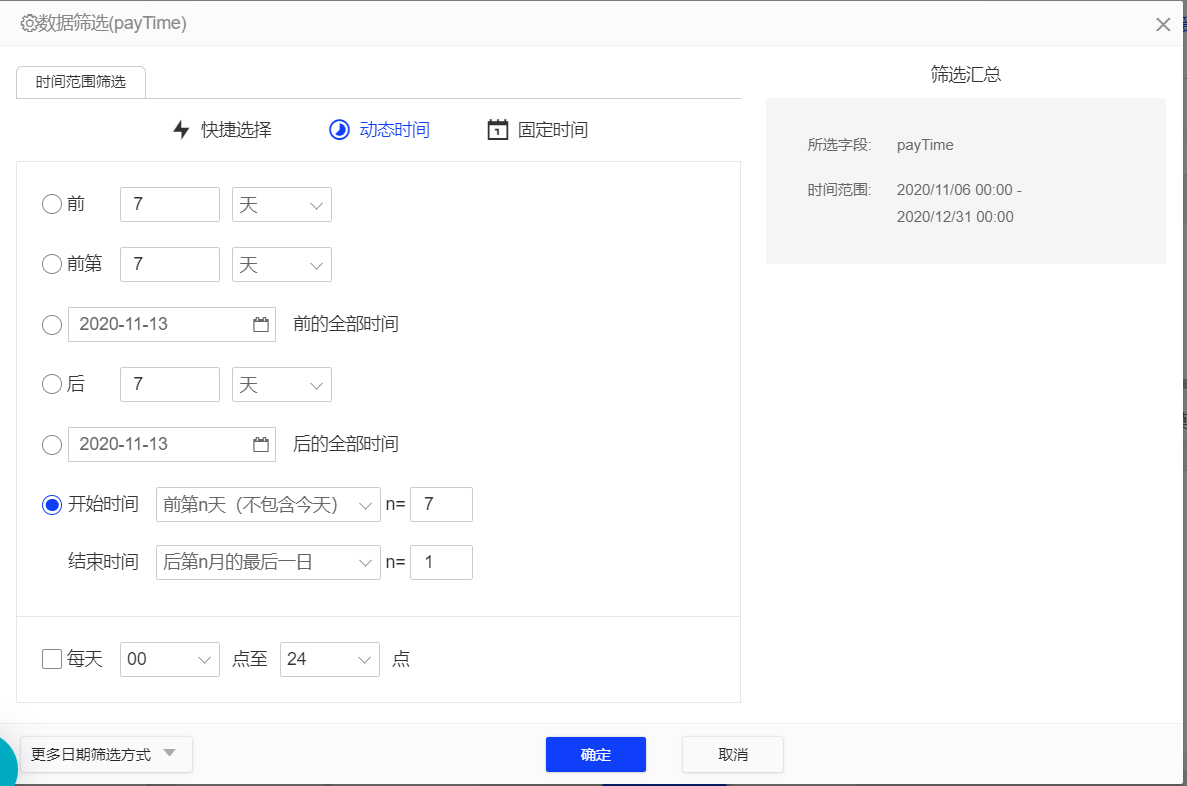 数据筛选(payTime)
时间范围筛选
快捷选择 动态时间 固定时间
前 7 天
前第 7 天
2020-11-13 前的全部时间
后 7 天
2020-11-13 后的全部时间
开始时间 前第n天（不包含今天） n= 7
结束时间 后第n月的最后一日 n= 1
每天 00 点至 24 点
筛选汇总
所选字段: payTime
时间范围: 2020/11/06 00:00 -
2020/12/31 00:00
更多日期筛选方式 确定 取消